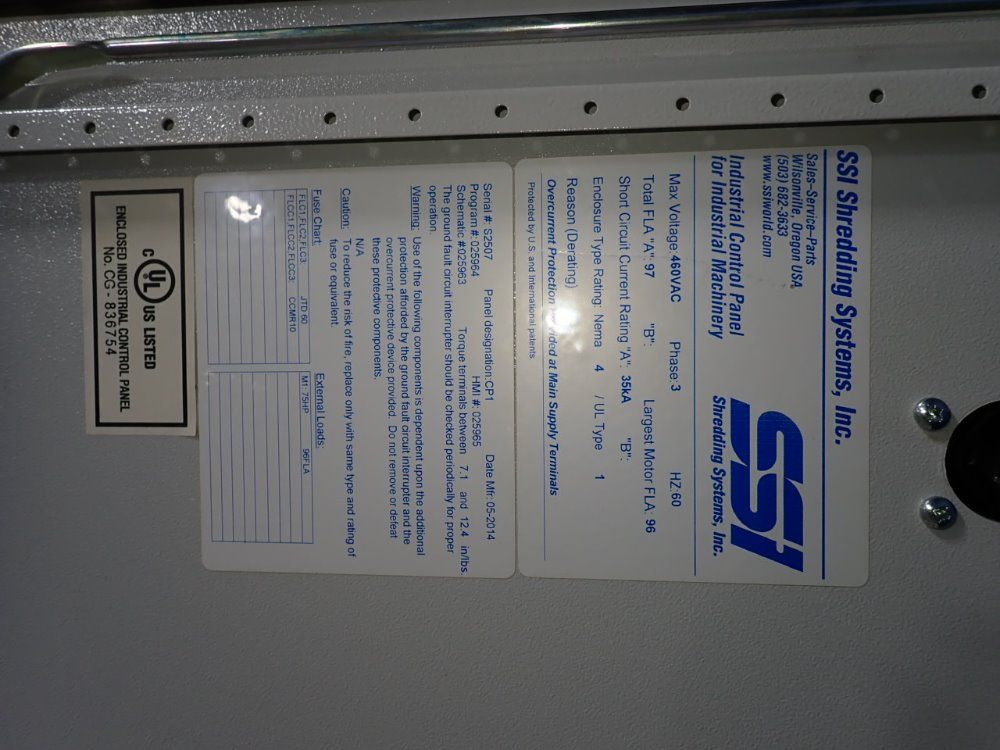 SSI Shredding Systems, Inc.
Sales-Service-Parts
Wilsonville, Oregon USA
(503) 682-3633
www.ssiworld.com
SSI
Shredding Systems, Inc.
Industrial Control Panel
for Industrial Machinery
Max Voltage: 460VAC Phase: 3 HZ: 60
Total FLA "A": 97 "B": Largest Motor FLA: 96
Short Circuit Current Rating "A": 35kA "B":
Enclosure Type Rating: Nema 4 / UL Type 1
Reason (Derating)
Overcurrent Protection at Main Supply Terminals
Protected by U.S. and International patents.
Serial #: S2507 Panel designation: CP1 Date Mfr: 05-2014
Program #: 025964 HMI #: 025965
Schematic #: 025963 Torque terminals between 7.1 and 12.4 in/lbs.
The ground fault circuit interrupter should be checked periodically for proper
operation.
Warning: Use of the following components is dependent upon the additional
protection afforded by the ground fault circuit interrupter and the
overcurrent protective device provided. Do not remove or defeat
these protective components.
N/A
Caution: To reduce the risk of fire, replace only with same type and rating of
fuse or equivalent.
Fuse Chart:
FLC1,FLC2,FLC3: JTD 60
FLCC1,FLCC2,FLCC3: CCMR10
External Loads:
M1: 75HP 96FLA
C UL US LISTED
ENCLOSED INDUSTRIAL CONTROL PANEL
No. CG - 836754